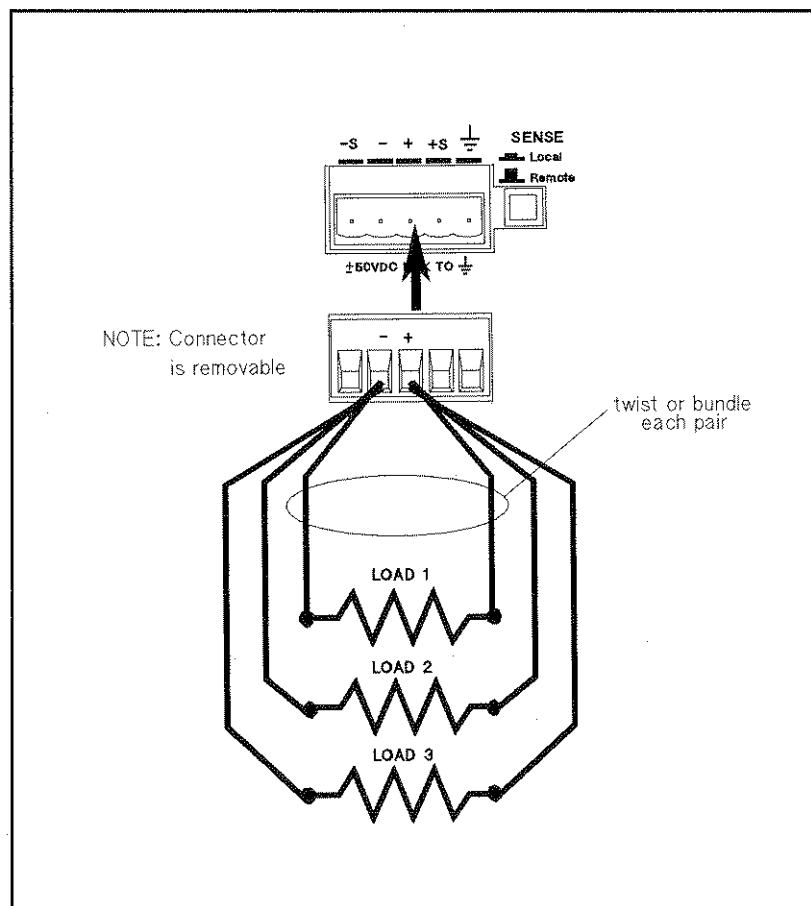 -S - + +S SENSE
Local
Remote
±50VDC TO
NOTE: Connector
is removable
- +
twist or bundle
each pair
LOAD 1
LOAD 2
LOAD 3